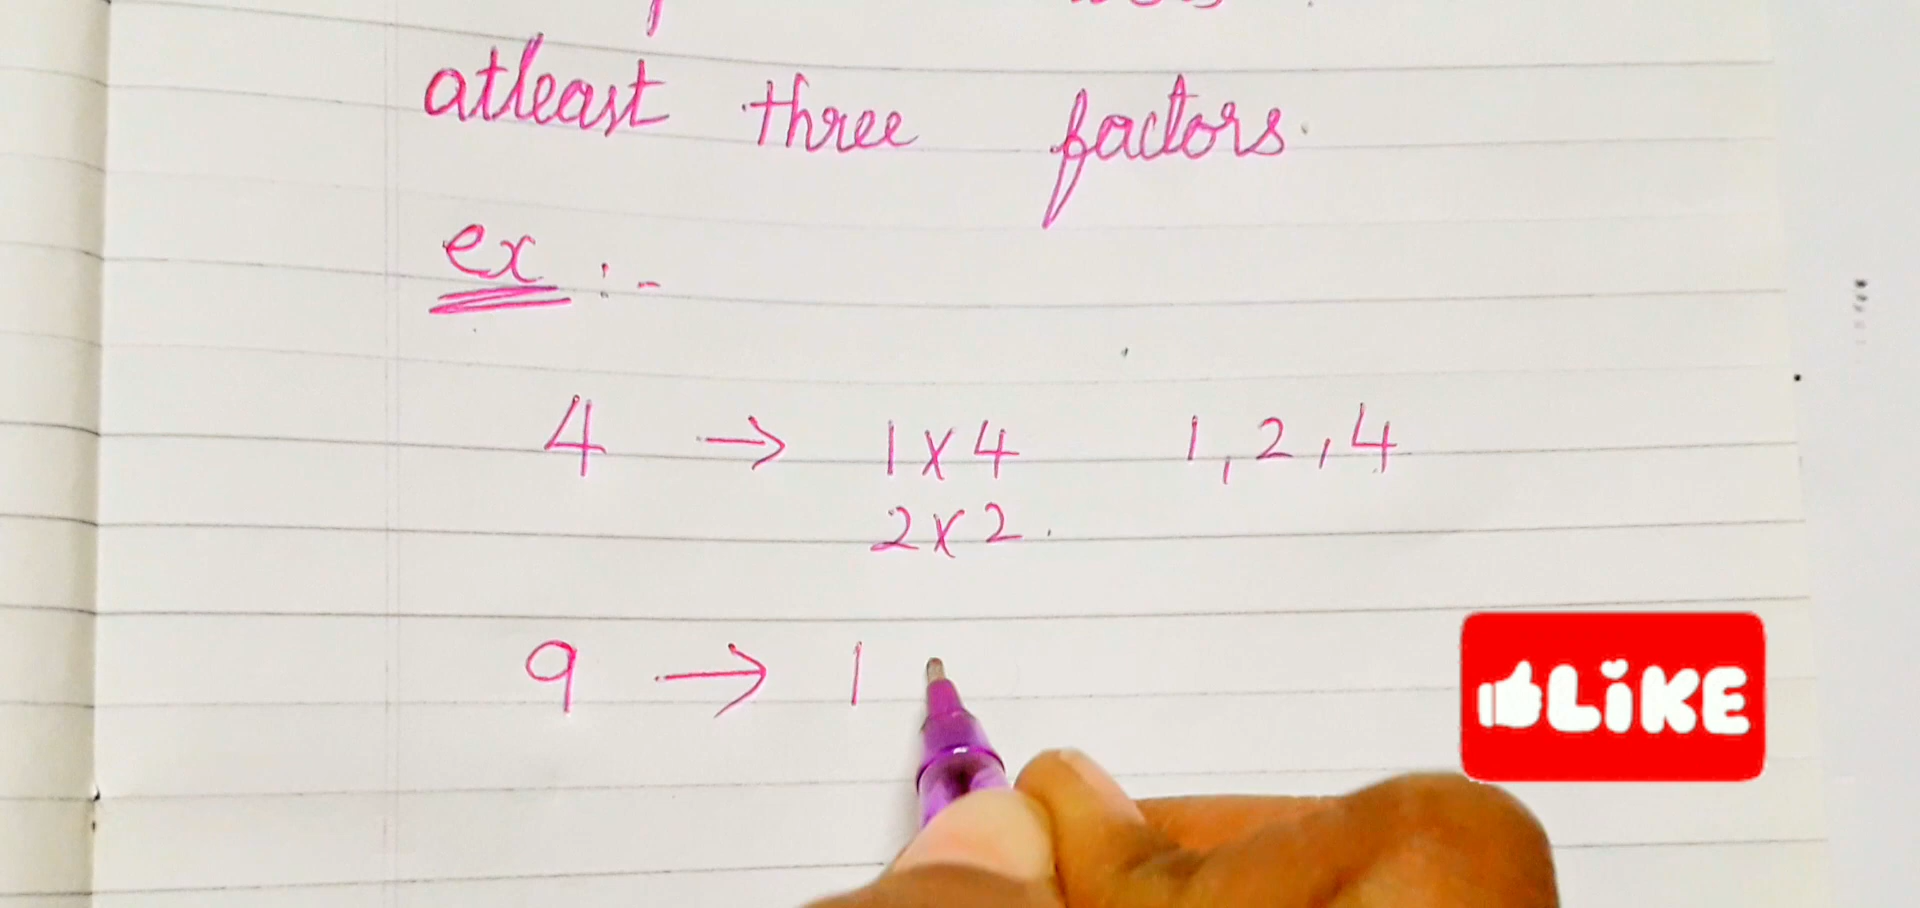 atleast three factors.
ex :-
4 → 1 x 4 1, 2, 4
2 x 2.
9 → 1
LiKE